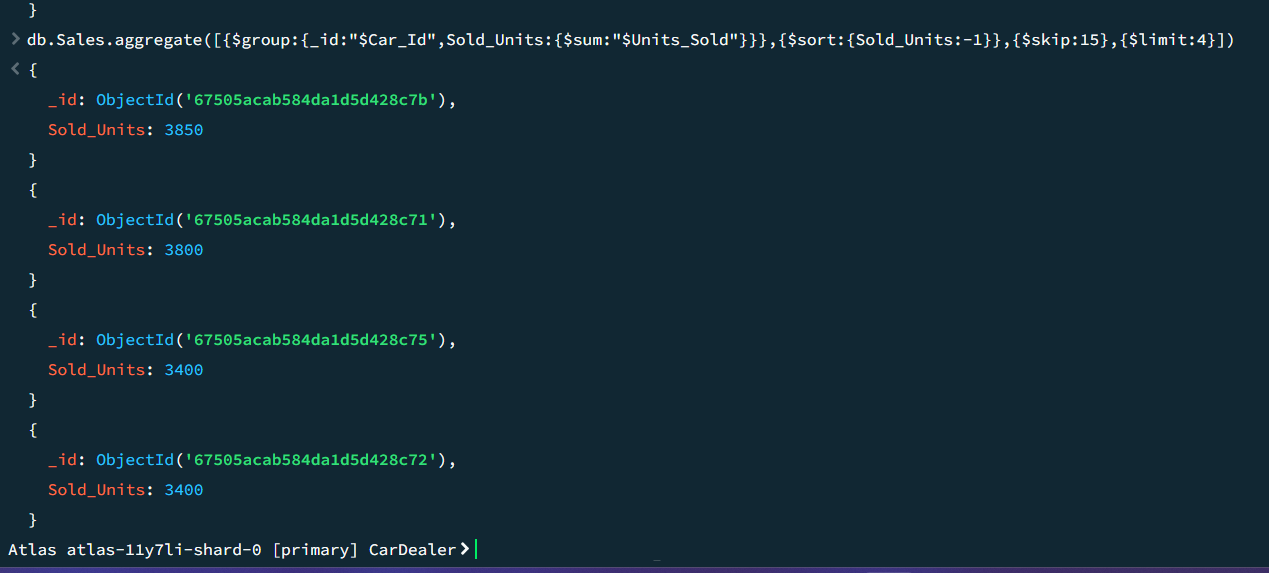 }
> db.Sales.aggregate([{$group:{_id:"$Car_Id",Sold_Units:{$sum:"$Units_Sold"}}},{$sort:{Sold_Units:-1}},{$skip:15},{$limit:4}])
< {
_id: ObjectId('67505acab584da1d5d428c7b'),
Sold_Units: 3850
}
{
_id: ObjectId('67505acab584da1d5d428c71'),
Sold_Units: 3800
}
{
_id: ObjectId('67505acab584da1d5d428c75'),
Sold_Units: 3400
}
{
_id: ObjectId('67505acab584da1d5d428c72'),
Sold_Units: 3400
}
Atlas atlas-11y7li-shard-0 [primary] CarDealer>